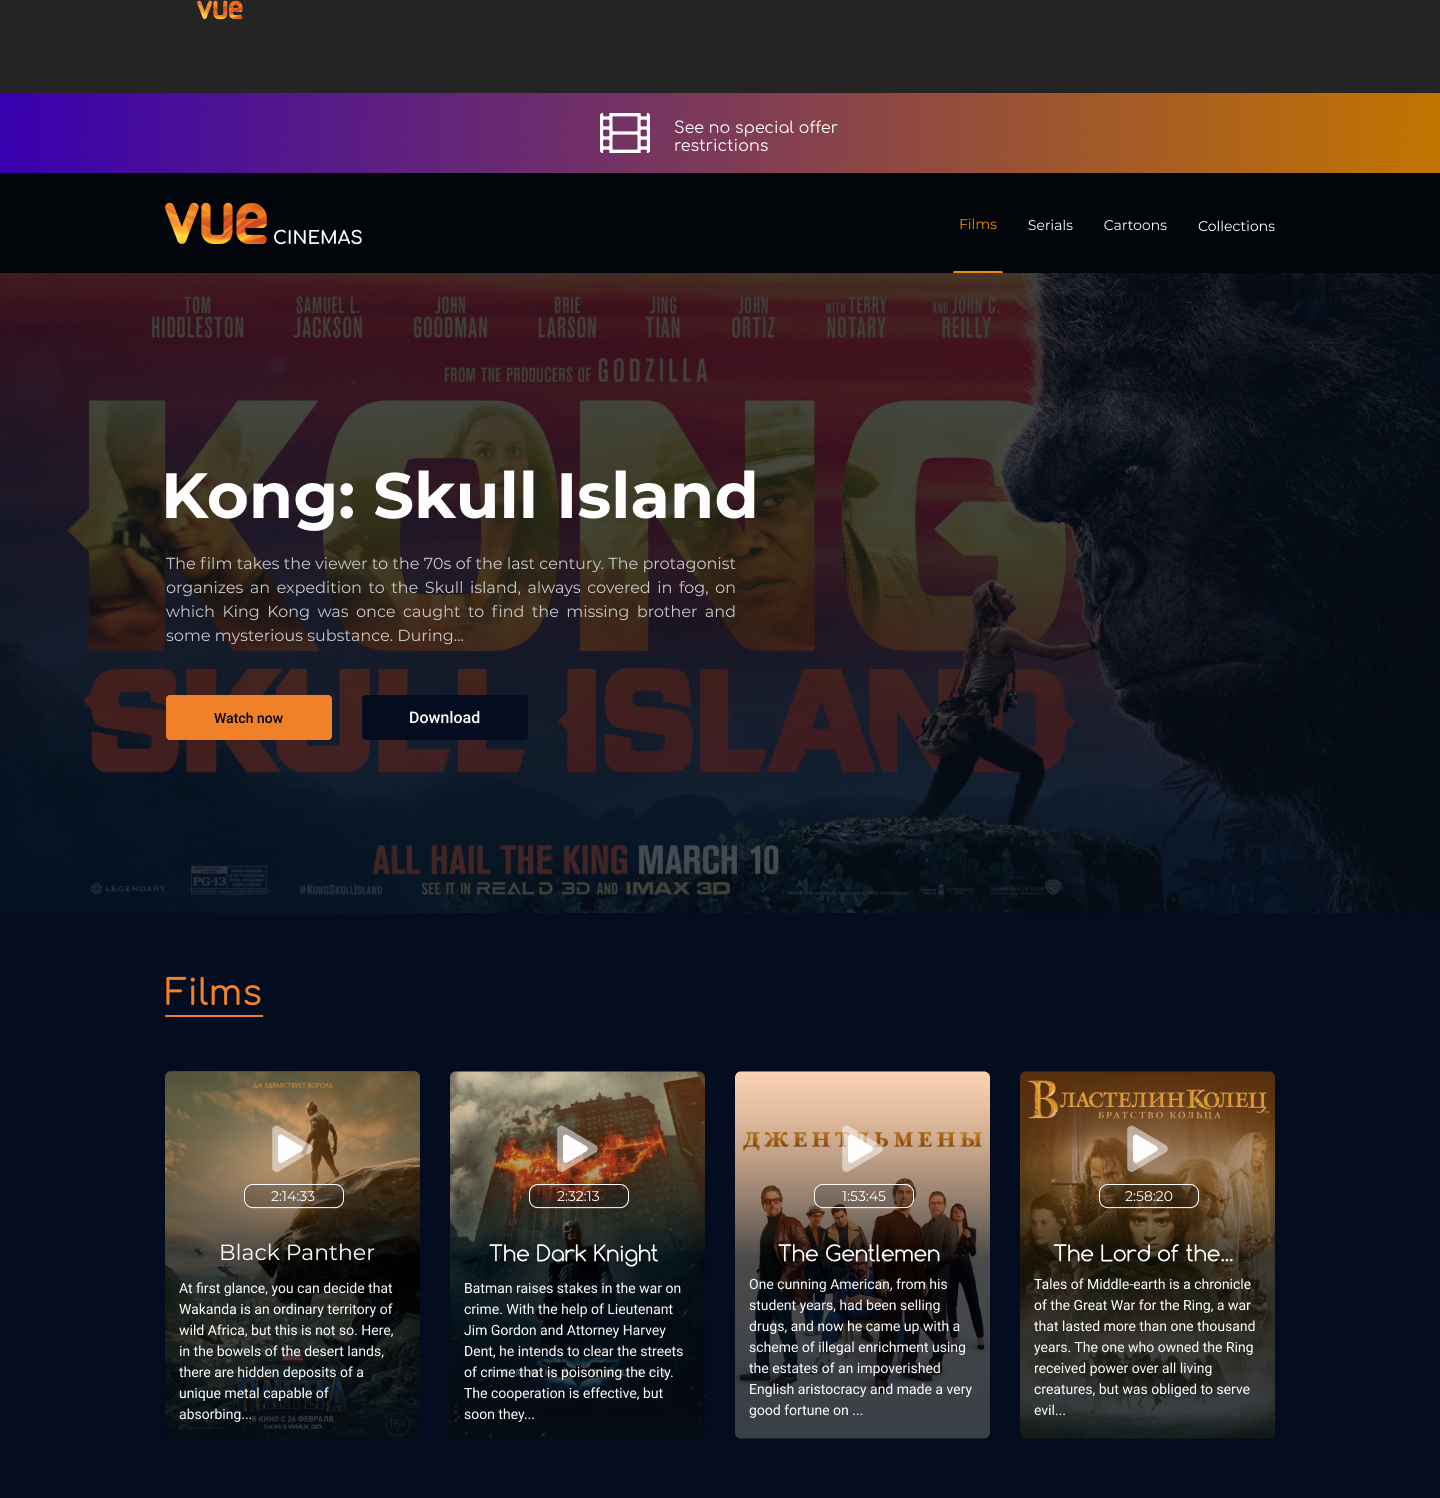 vue
See no special offer
restrictions
vue CINEMAS
Films Serials Cartoons Collections
TOM HIDDLESTON SAMUEL L. JACKSON JOHN GOODMAN BRIE LARSON JING TIAN JOHN ORTIZ WITH TERRY NOTARY AND JOHN C. REILLY
FROM THE PRODUCERS OF GODZILLA
KONG
Kong: Skull Island
The film takes the viewer to the 70s of the last century. The protagonist
organizes an expedition to the Skull island, always covered in fog, on
which King Kong was once caught to find the missing brother and
some mysterious substance. During...
SKULL ISLAND
Watch now Download
ALL HAIL THE KING MARCH 10
LEGENDARY PG-13 #KongSkullIsland SEE IT IN REAL D 3D AND IMAX 3D
Films
ДА ЗДРАВСТВУЕТ КОРОЛЬ
2:14:33
Black Panther
At first glance, you can decide that
Wakanda is an ordinary territory of
wild Africa, but this is not so. Here,
in the bowels of the desert lands,
there are hidden deposits of a
unique metal capable of
absorbing...
В КИНО С 26 ФЕВРАЛЯ
16+
2:32:13
The Dark Knight
Batman raises stakes in the war on
crime. With the help of Lieutenant
Jim Gordon and Attorney Harvey
Dent, he intends to clear the streets
of crime that is poisoning the city.
The cooperation is effective, but
soon they...
ДЖЕНТЛЬМЕНЫ
1:53:45
The Gentlemen
One cunning American, from his
student years, had been selling
drugs, and now he came up with a
scheme of illegal enrichment using
the estates of an impoverished
English aristocracy and made a very
good fortune on ...
ВЛАСТЕЛИН КОЛЕЦ
БРАТСТВО КОЛЬЦА
2:58:20
The Lord of the...
Tales of Middle-earth is a chronicle
of the Great War for the Ring, a war
that lasted more than one thousand
years. The one who owned the Ring
received power over all living
creatures, but was obliged to serve
evil...